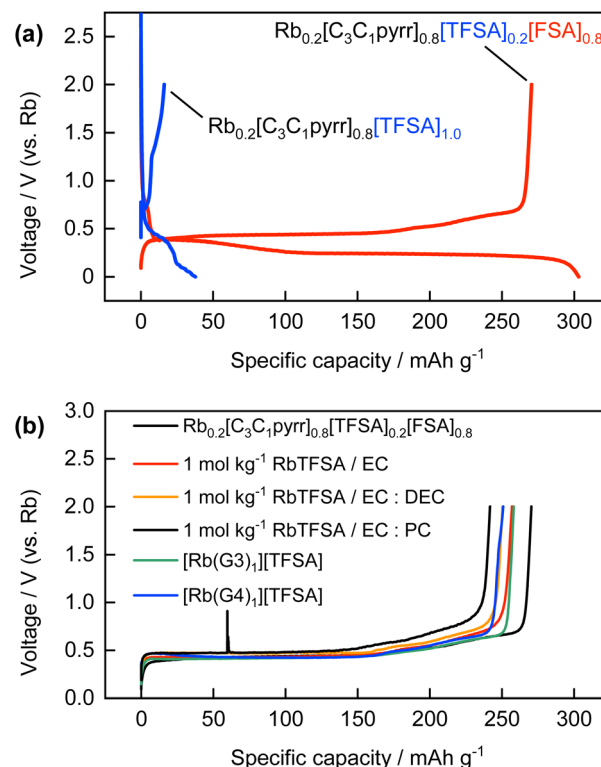 (a)
Rb₀.₂[C₃C₁pyrr]₀.₈[TFSA]₀.₂[FSA]₀.₈
Rb₀.₂[C₃C₁pyrr]₀.₈[TFSA]₁.₀
Voltage / V (vs. Rb)
2.5
2.0
1.5
1.0
0.5
0
0 50 100 150 200 250 300
Specific capacity / mAh g⁻¹
(b)
Voltage / V (vs. Rb)
3.0
2.5
2.0
1.5
1.0
0.5
0.0
Rb₀.₂[C₃C₁pyrr]₀.₈[TFSA]₀.₂[FSA]₀.₈
1 mol kg⁻¹ RbTFSA / EC
1 mol kg⁻¹ RbTFSA / EC : DEC
1 mol kg⁻¹ RbTFSA / EC : PC
[Rb(G3)₁][TFSA]
[Rb(G4)₁][TFSA]
0 50 100 150 200 250 300
Specific capacity / mAh g⁻¹